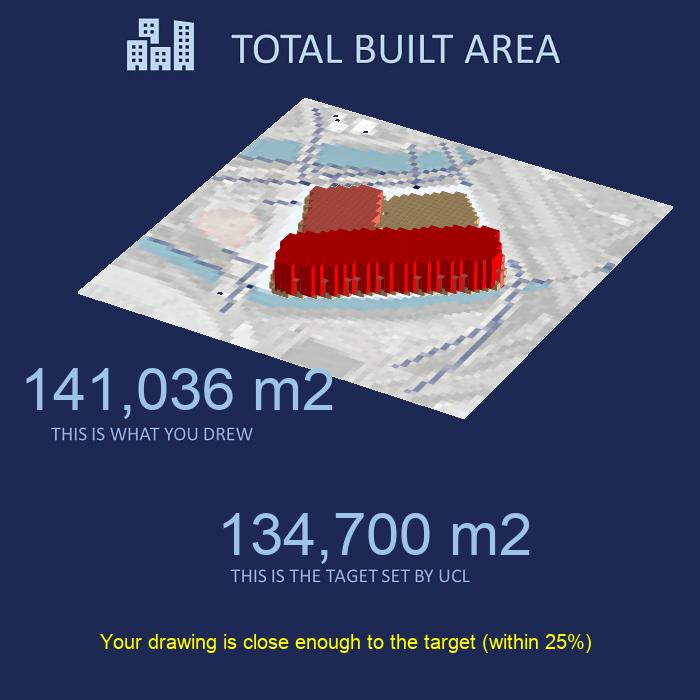 TOTAL BUILT AREA
141,036 m2
THIS IS WHAT YOU DREW
134,700 m2
THIS IS THE TAGET SET BY UCL
Your drawing is close enough to the target (within 25%)